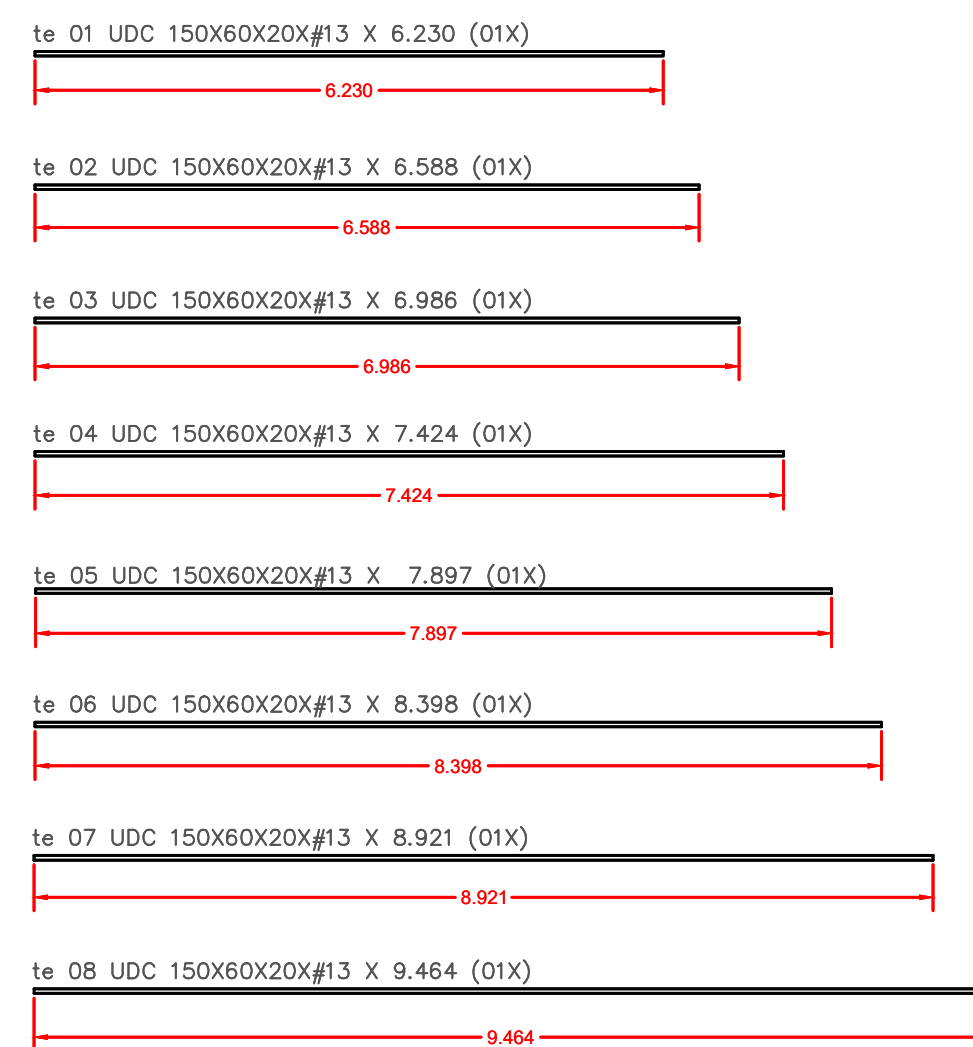 te 01 UDC 150X60X20X#13 X 6.230 (01X)
6.230
te 02 UDC 150X60X20X#13 X 6.588 (01X)
6.588
te 03 UDC 150X60X20X#13 X 6.986 (01X)
6.986
te 04 UDC 150X60X20X#13 X 7.424 (01X)
7.424
te 05 UDC 150X60X20X#13 X 7.897 (01X)
7.897
te 06 UDC 150X60X20X#13 X 8.398 (01X)
8.398
te 07 UDC 150X60X20X#13 X 8.921 (01X)
8.921
te 08 UDC 150X60X20X#13 X 9.464 (01X)
9.464